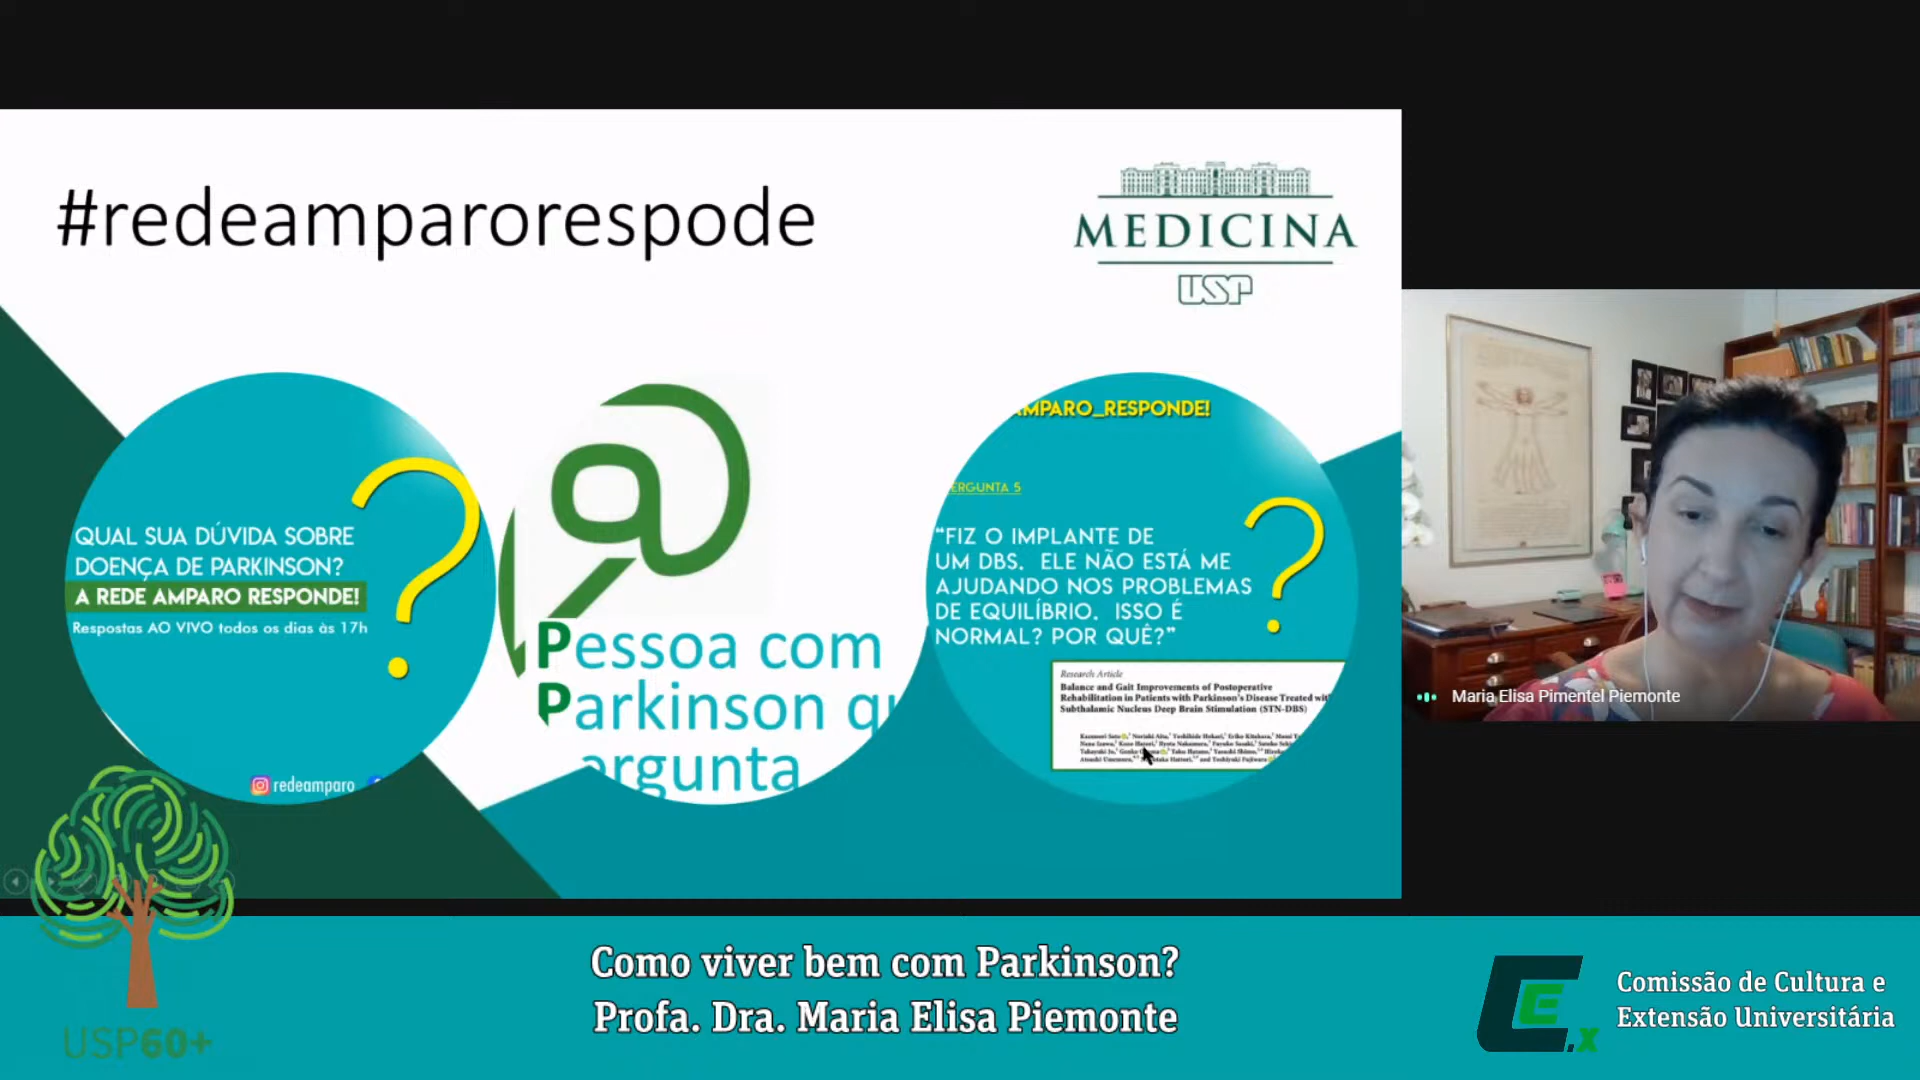 #redeamparorespode
MEDICINA
USP
QUAL SUA DÚVIDA SOBRE
DOENÇA DE PARKINSON?
A REDE AMPARO RESPONDE!
Respostas AO VIVO todos os dias às 17h
redeamparo
Pessoa com
Parkinson qu
ergunta
AMPARO_RESPONDE!
ERGUNTA 5
“FIZ O IMPLANTE DE
UM DBS. ELE NÃO ESTÁ ME
AJUDANDO NOS PROBLEMAS
DE EQUILÍBRIO. ISSO É
NORMAL? POR QUÊ?”
Research Article
Balance and Gait Improvements of Postoperative
Rehabilitation in Patients with Parkinson's Disease Treated wit
Subthalamic Nucleus Deep Brain Stimulation (STN-DBS)
Maria Elisa Pimentel Piemonte
USP60+
Como viver bem com Parkinson?
Profa. Dra. Maria Elisa Piemonte
CE.x
Comissão de Cultura e
Extensão Universitária